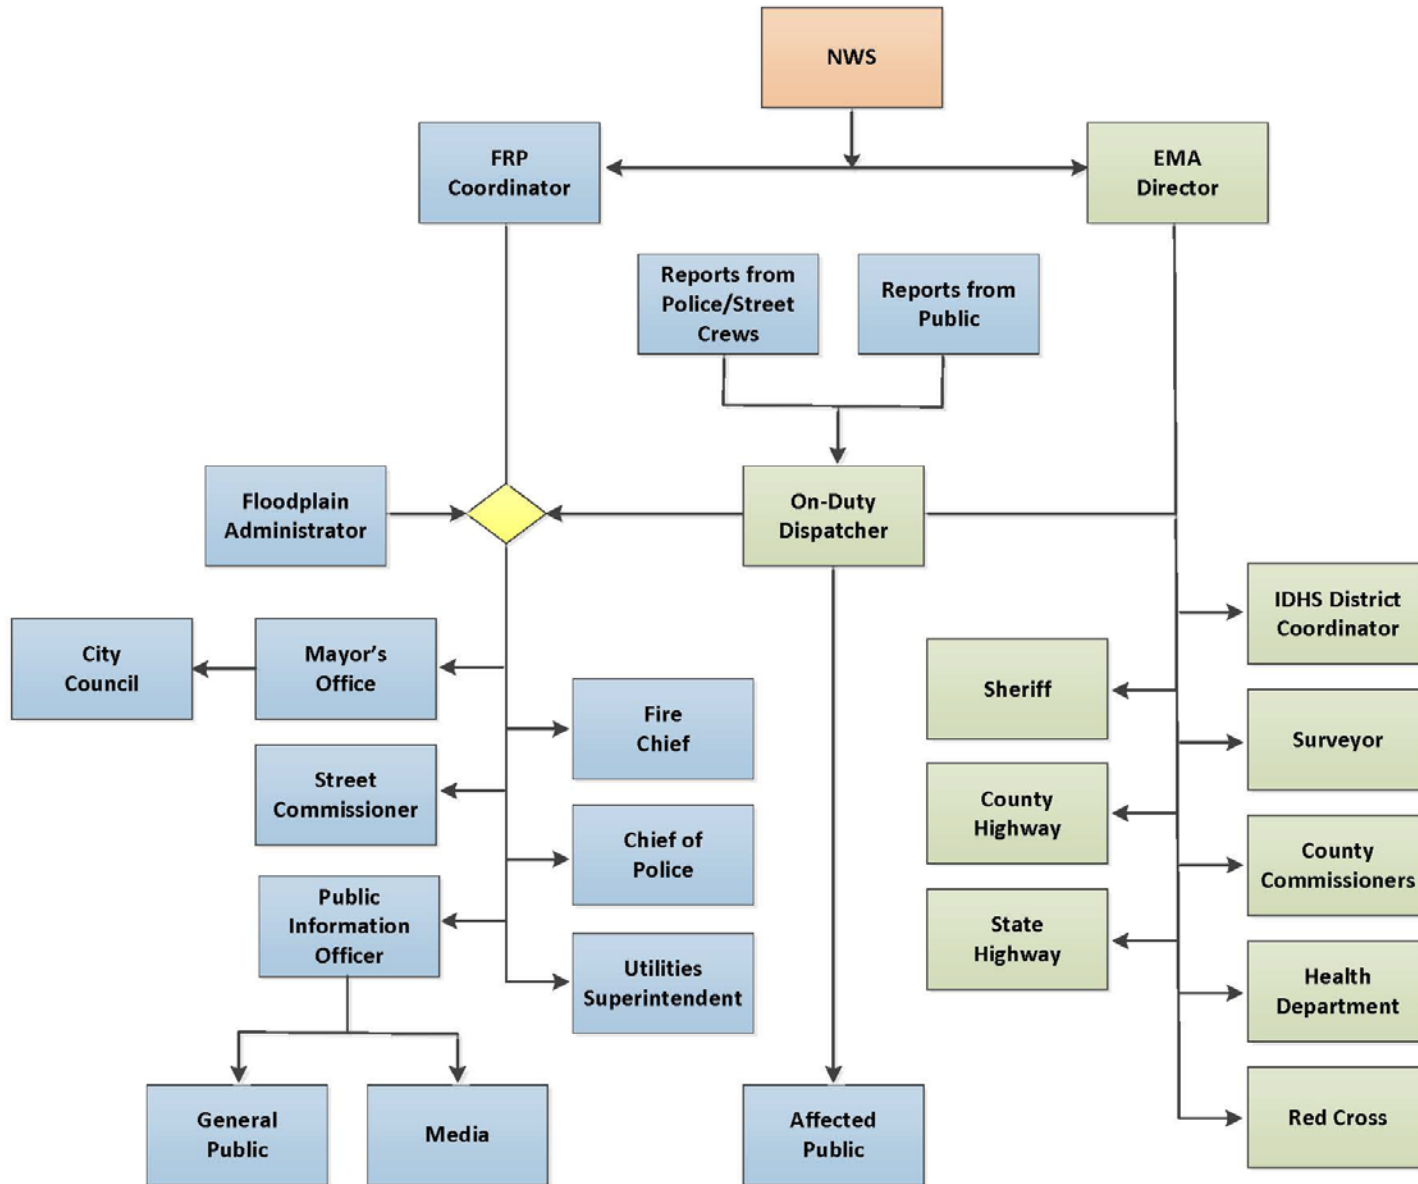 NWS
FRP
Coordinator
EMA
Director
Reports from
Police/Street
Crews
Reports from
Public
Floodplain
Administrator
On-Duty
Dispatcher
IDHS District
Coordinator
City
Council
Mayor's
Office
Sheriff
Fire
Chief
Surveyor
Street
Commissioner
County
Highway
Chief of
Police
County
Commissioners
Public
Information
Officer
State
Highway
Utilities
Superintendent
Health
Department
General
Public
Media
Affected
Public
Red Cross